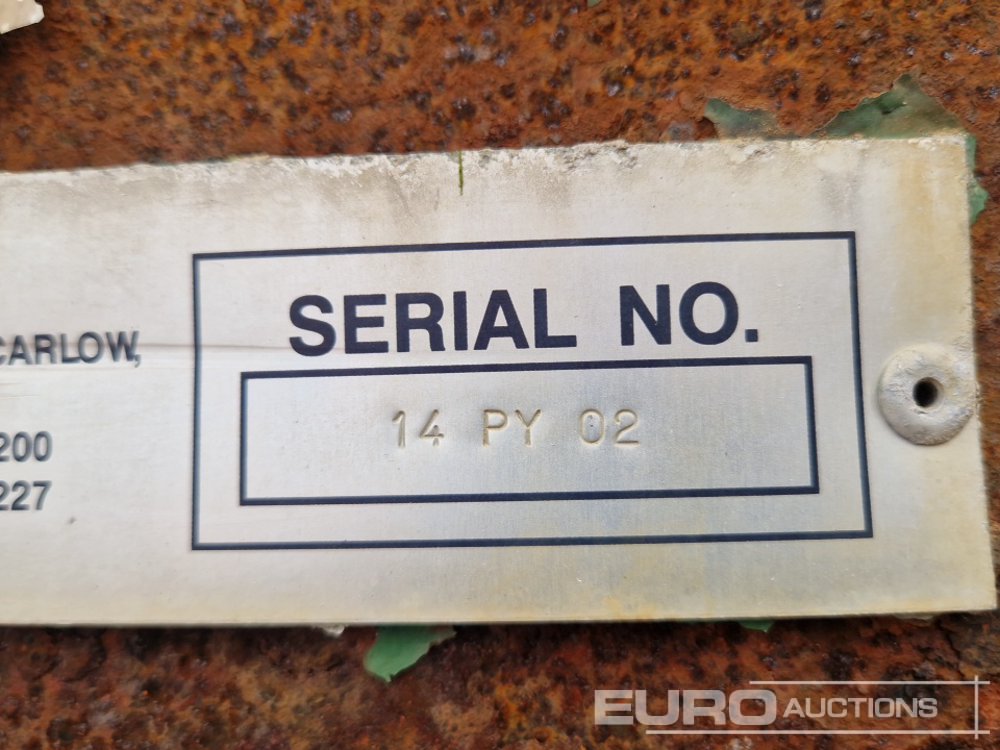 CARLOW,
200
227
SERIAL NO.
14 PY 02
EURO AUCTIONS